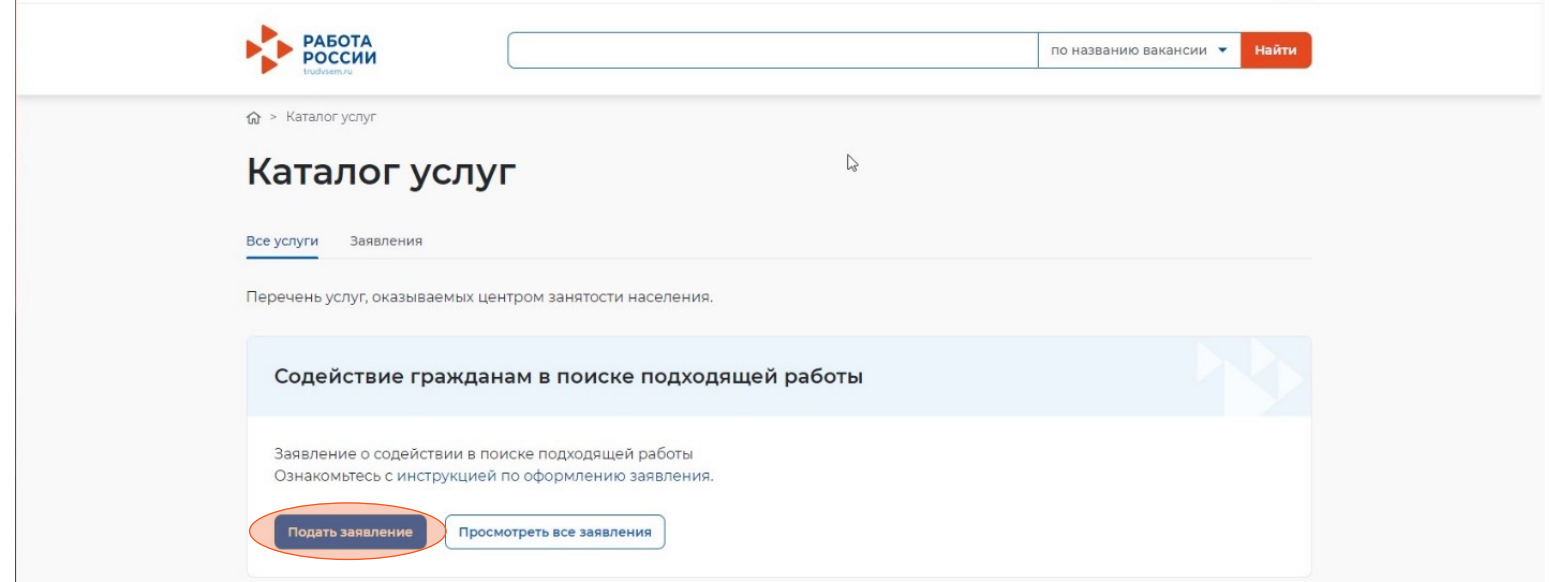 РАБОТА
РОССИИ
trudvsem.ru
по названию вакансии
Найти
> Каталог услуг
Каталог услуг
Все услуги Заявления
Перечень услуг, оказываемых центром занятости населения.
Содействие гражданам в поиске подходящей работы
Заявление о содействии в поиске подходящей работы
Ознакомьтесь с инструкцией по оформлению заявления.
Подать заявление
Просмотреть все заявления